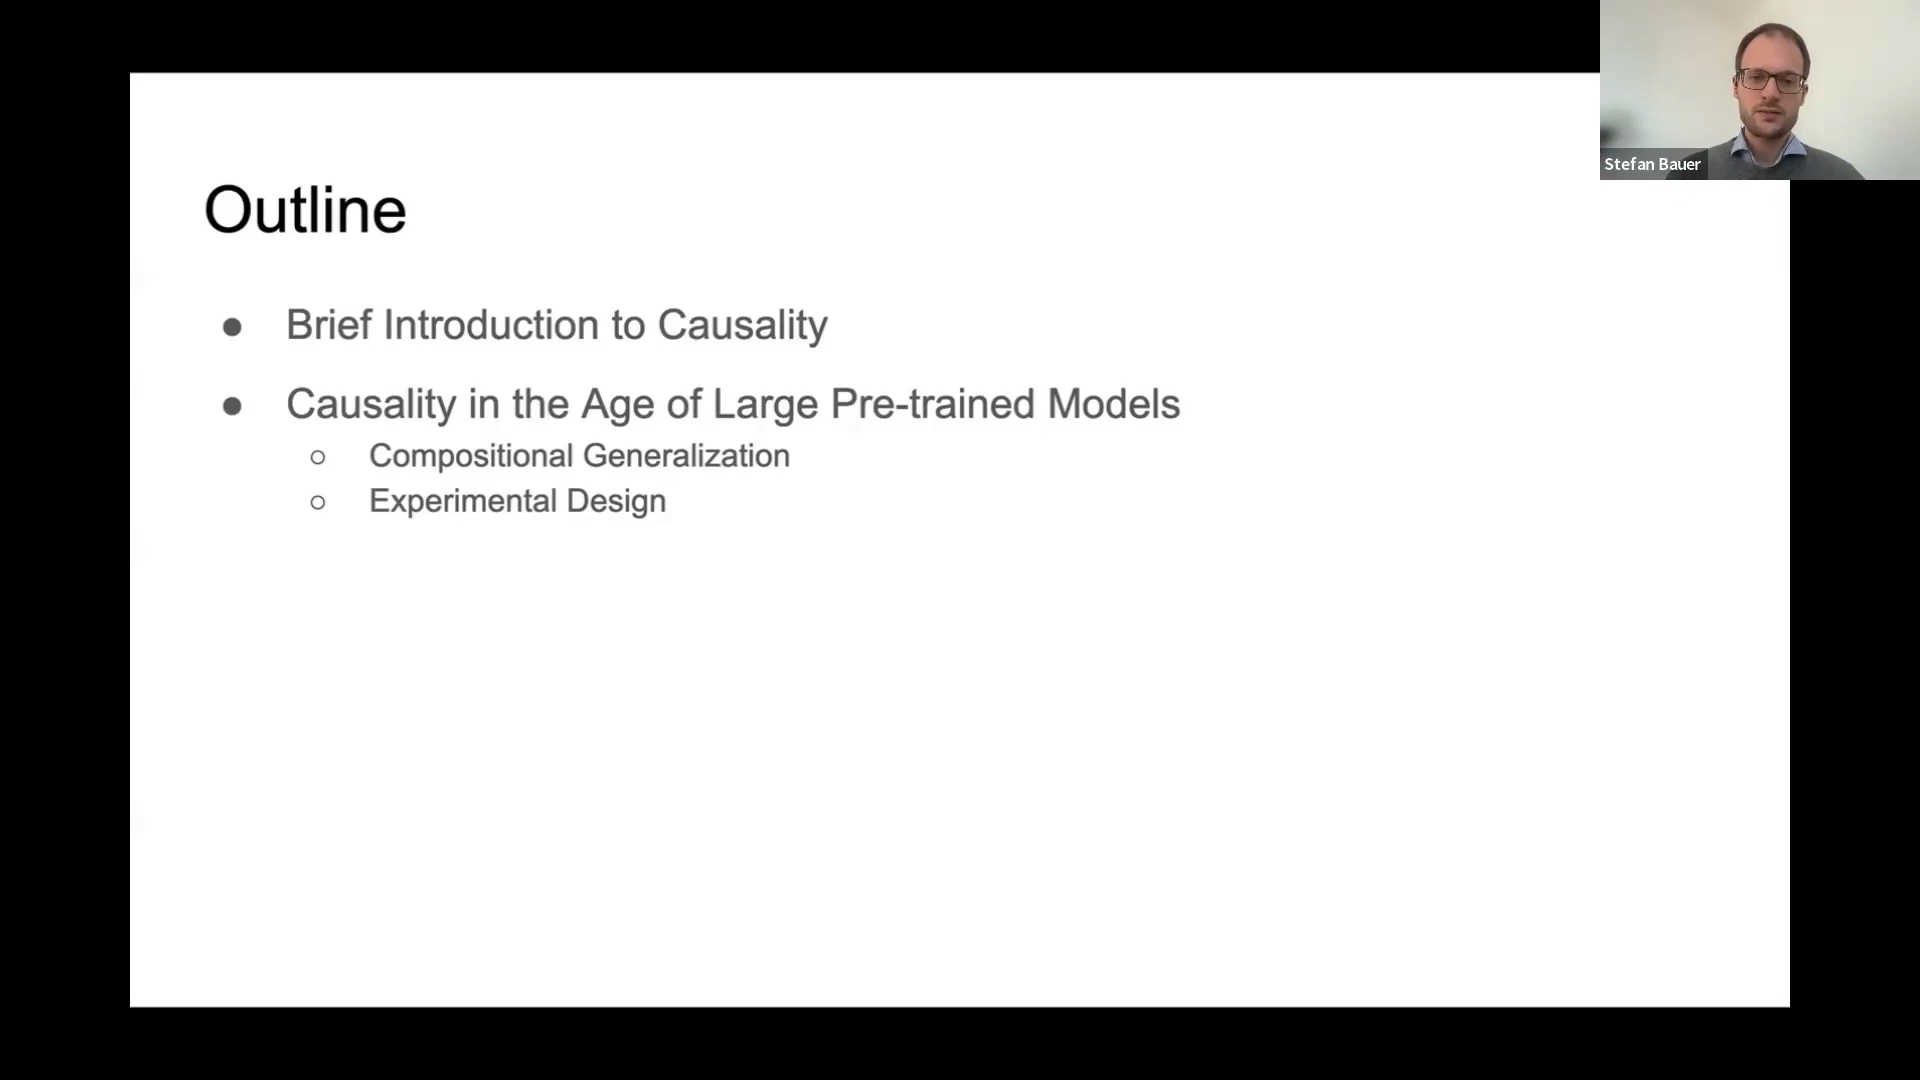 Outline
● Brief Introduction to Causality
● Causality in the Age of Large Pre-trained Models
○ Compositional Generalization
○ Experimental Design
Stefan Bauer